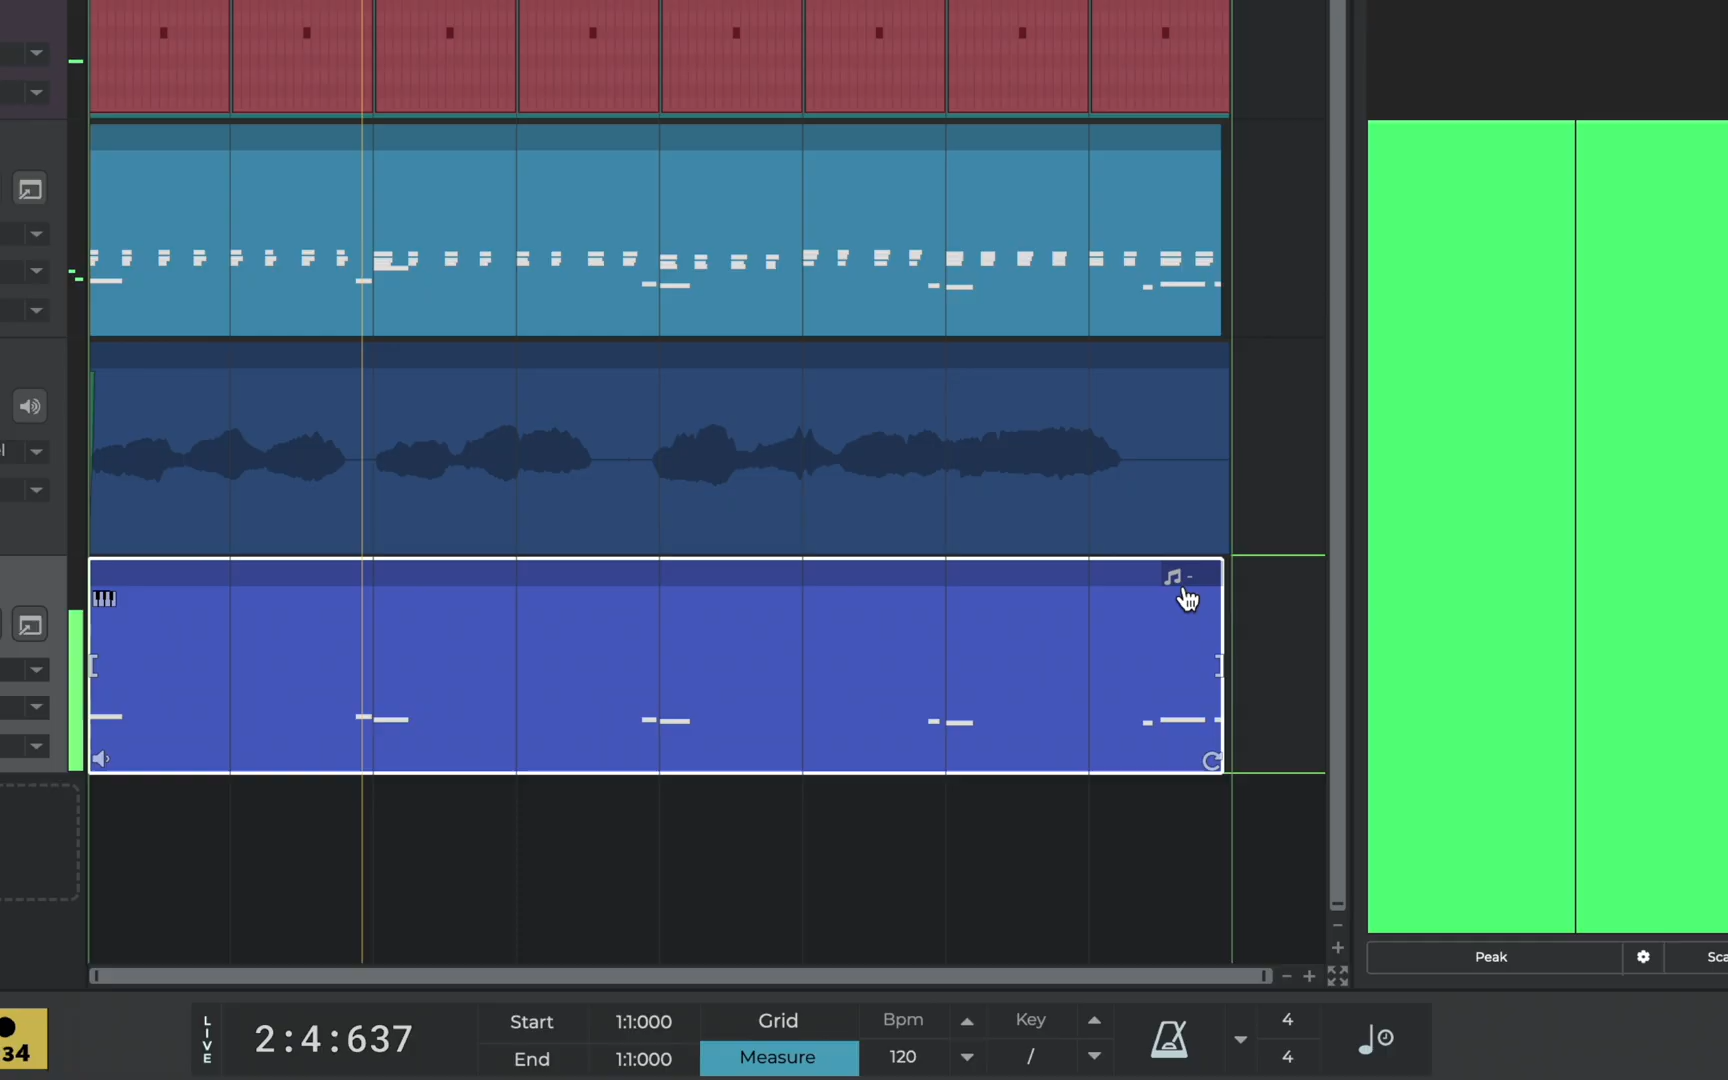 l
-
Peak
Sca
34
LIVE
2:4:637
Start 1:1:000
End 1:1:000
Grid
Measure
Bpm
120
Key
/
4
4